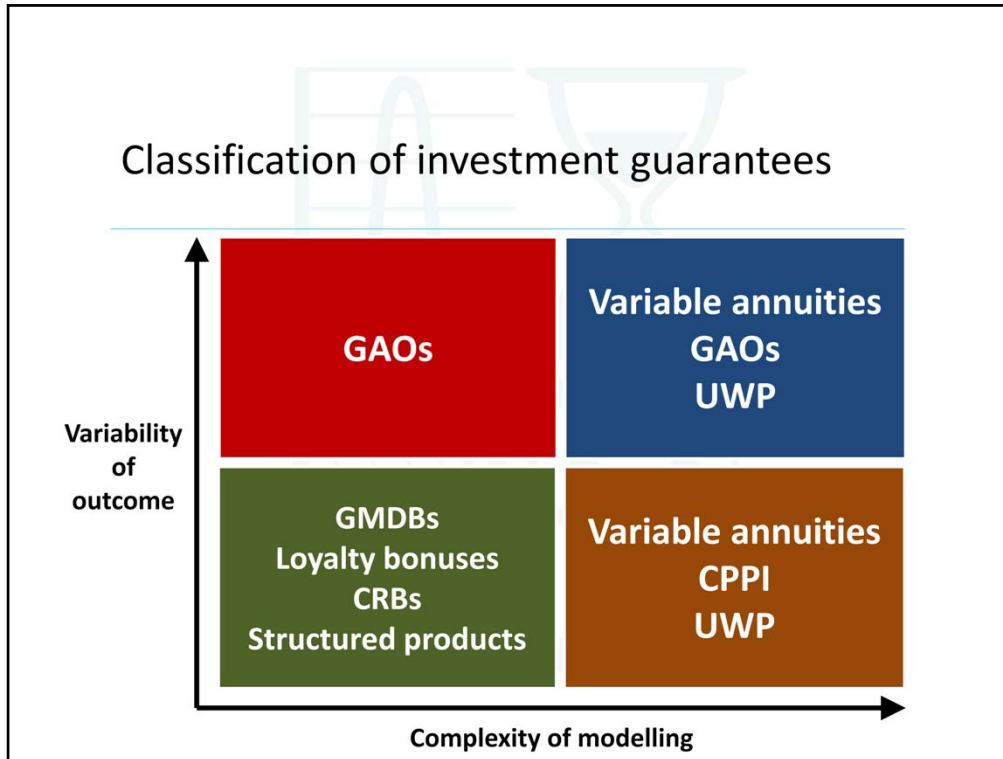 Classification of investment guarantees
Variability
of
outcome
GAOs
Variable annuities
GAOs
UWP
GMDBs
Loyalty bonuses
CRBs
Structured products
Variable annuities
CPPI
UWP
Complexity of modelling